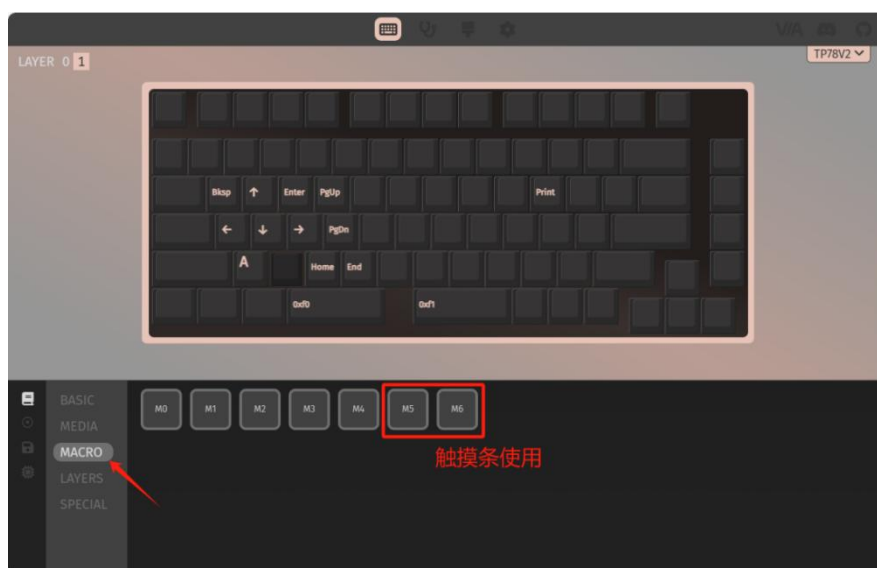 VIA
LAYER 0 1
TP78V2
Bksp ↑ Enter PgUp Print
← ↓ → PgDn
A Home End
0xf0 0xf1
BASIC
MEDIA
MACRO
LAYERS
SPECIAL
M0 M1 M2 M3 M4 M5 M6
触摸条使用